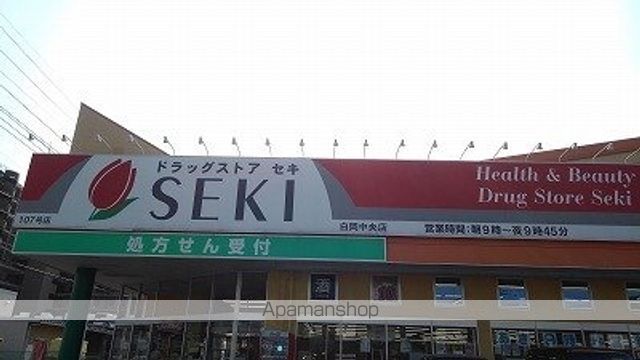 ドラッグストア セキ
SEKI
107号店
白岡中央店
Health & Beauty
Drug Store Seki
営業時間：朝9時～夜9時45分
処方せん受付
酒
Apamanshop